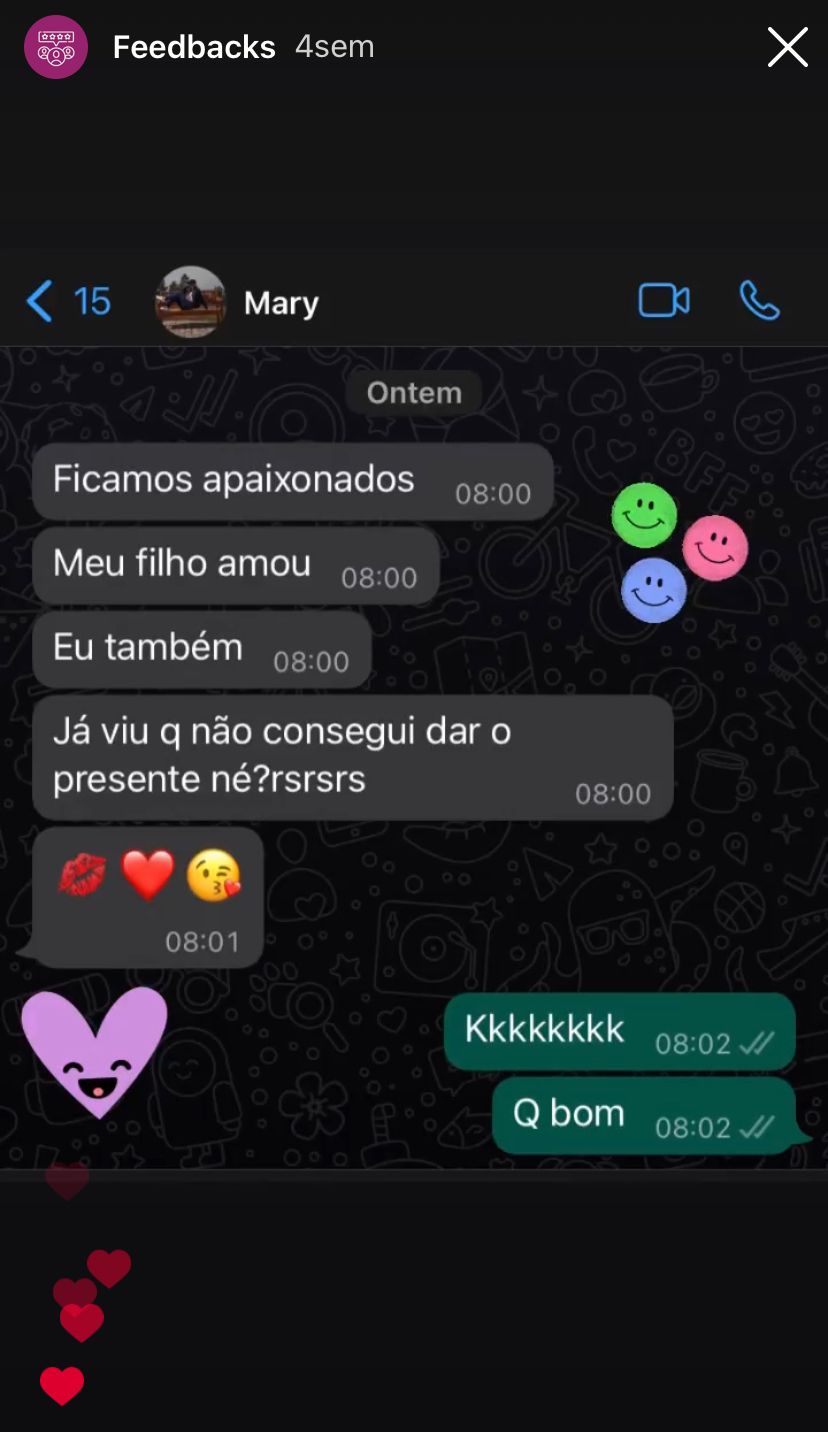 Feedbacks 4sem
15 Mary
Ontem
Ficamos apaixonados 08:00
Meu filho amou 08:00
Eu também 08:00
Já viu q não consegui dar o
presente né?rsrsrs 08:00
💋 ❤️ 😘
08:01
Kkkkkkkk 08:02
Q bom 08:02